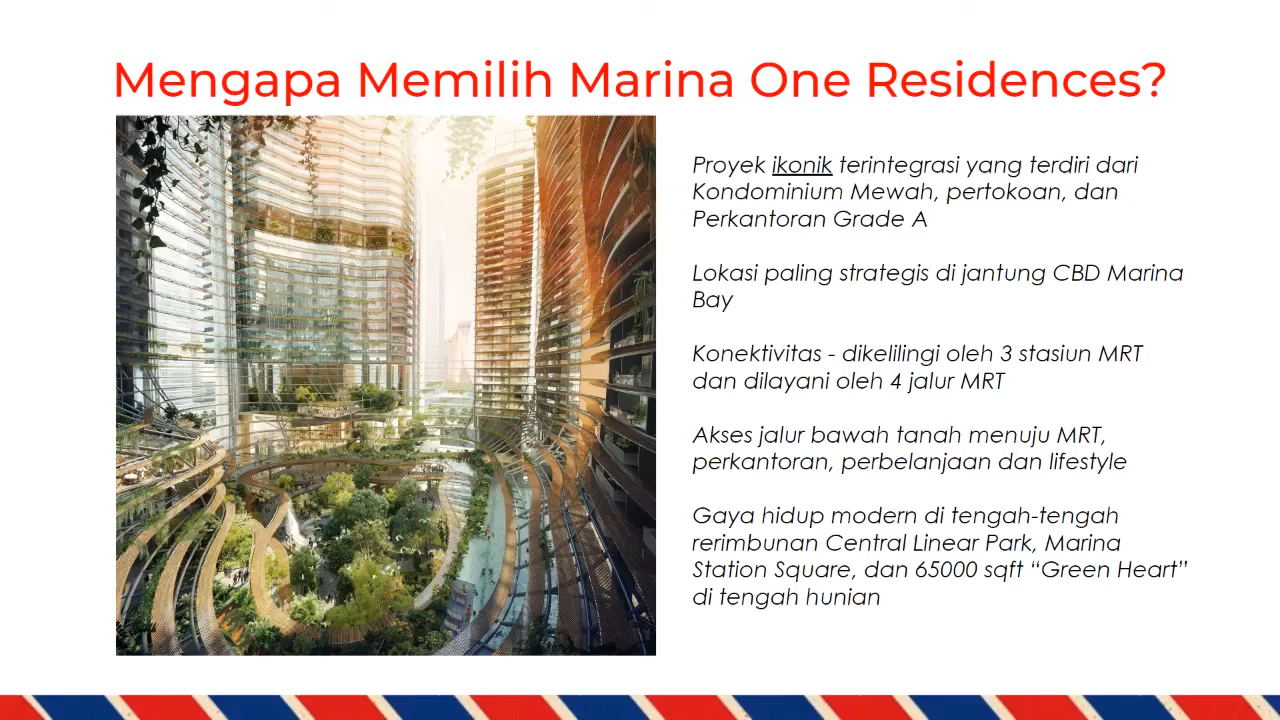 Mengapa Memilih Marina One Residences?
Proyek ikonik terintegrasi yang terdiri dari
Kondominium Mewah, pertokoan, dan
Perkantoran Grade A
Lokasi paling strategis di jantung CBD Marina
Bay
Konektivitas - dikelilingi oleh 3 stasiun MRT
dan dilayani oleh 4 jalur MRT
Akses jalur bawah tanah menuju MRT,
perkantoran, perbelanjaan dan lifestyle
Gaya hidup modern di tengah-tengah
rerimbunan Central Linear Park, Marina
Station Square, dan 65000 sqft “Green Heart”
di tengah hunian